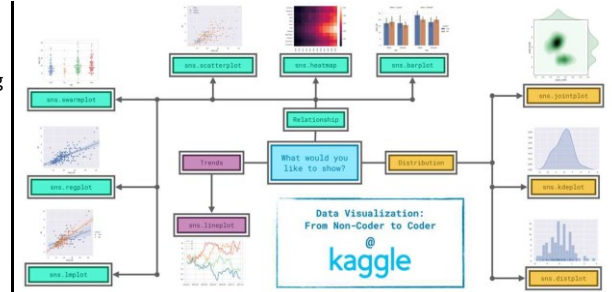 g
sns.scatterplot
sns.heatmap
sns.barplot
sns.swarmplot
sns.jointplot
Relationship
Trends
What would you
like to show?
Distribution
sns.regplot
sns.kdeplot
sns.lineplot
Data Visualization:
From Non-Coder to Coder
@
kaggle
sns.lmplot
sns.distplot